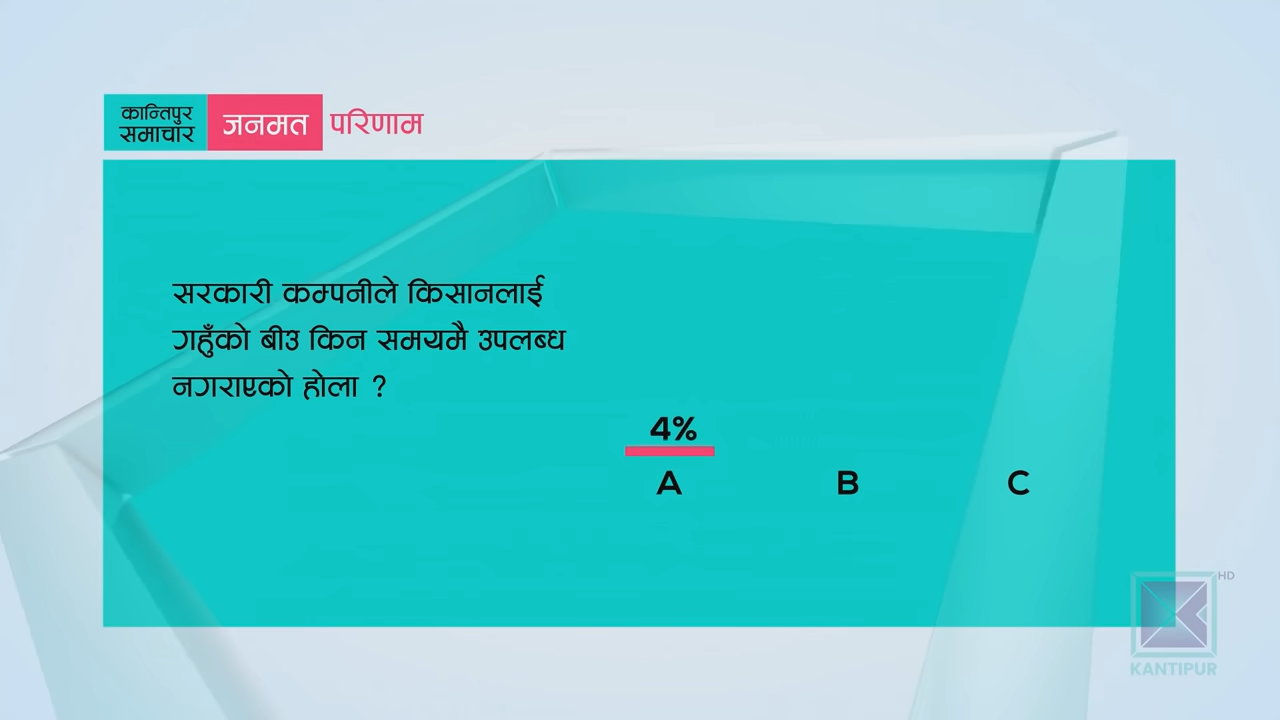 कान्तिपुर
समाचार
जनमत
परिणाम
सरकारी कम्पनीले किसानलाई
गहुँको बीउ किन समयमै उपलब्ध
नगराएको होला ?
4%
A B C
HD
KANTIPUR